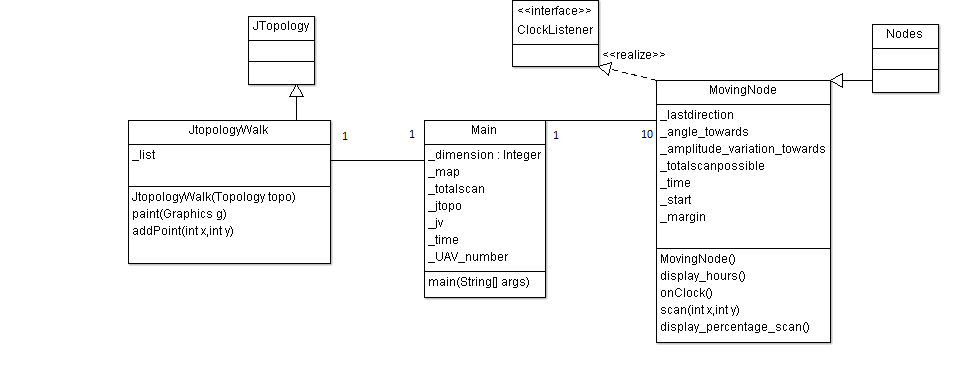 JTopology
<<interface>>
ClockListener
<<realize>>
Nodes
JtopologyWalk
_list
JtopologyWalk(Topology topo)
paint(Graphics g)
addPoint(int x,int y)
1
1
Main
_dimension : Integer
_map
_totalscan
_jtopo
_jv
_time
_UAV_number
main(String[] args)
1
10
MovingNode
_lastdirection
_angle_towards
_amplitude_variation_towards
_totalscanpossible
_time
_start
_margin
MovingNode()
display_hours()
onClock()
scan(int x,int y)
display_percentage_scan()